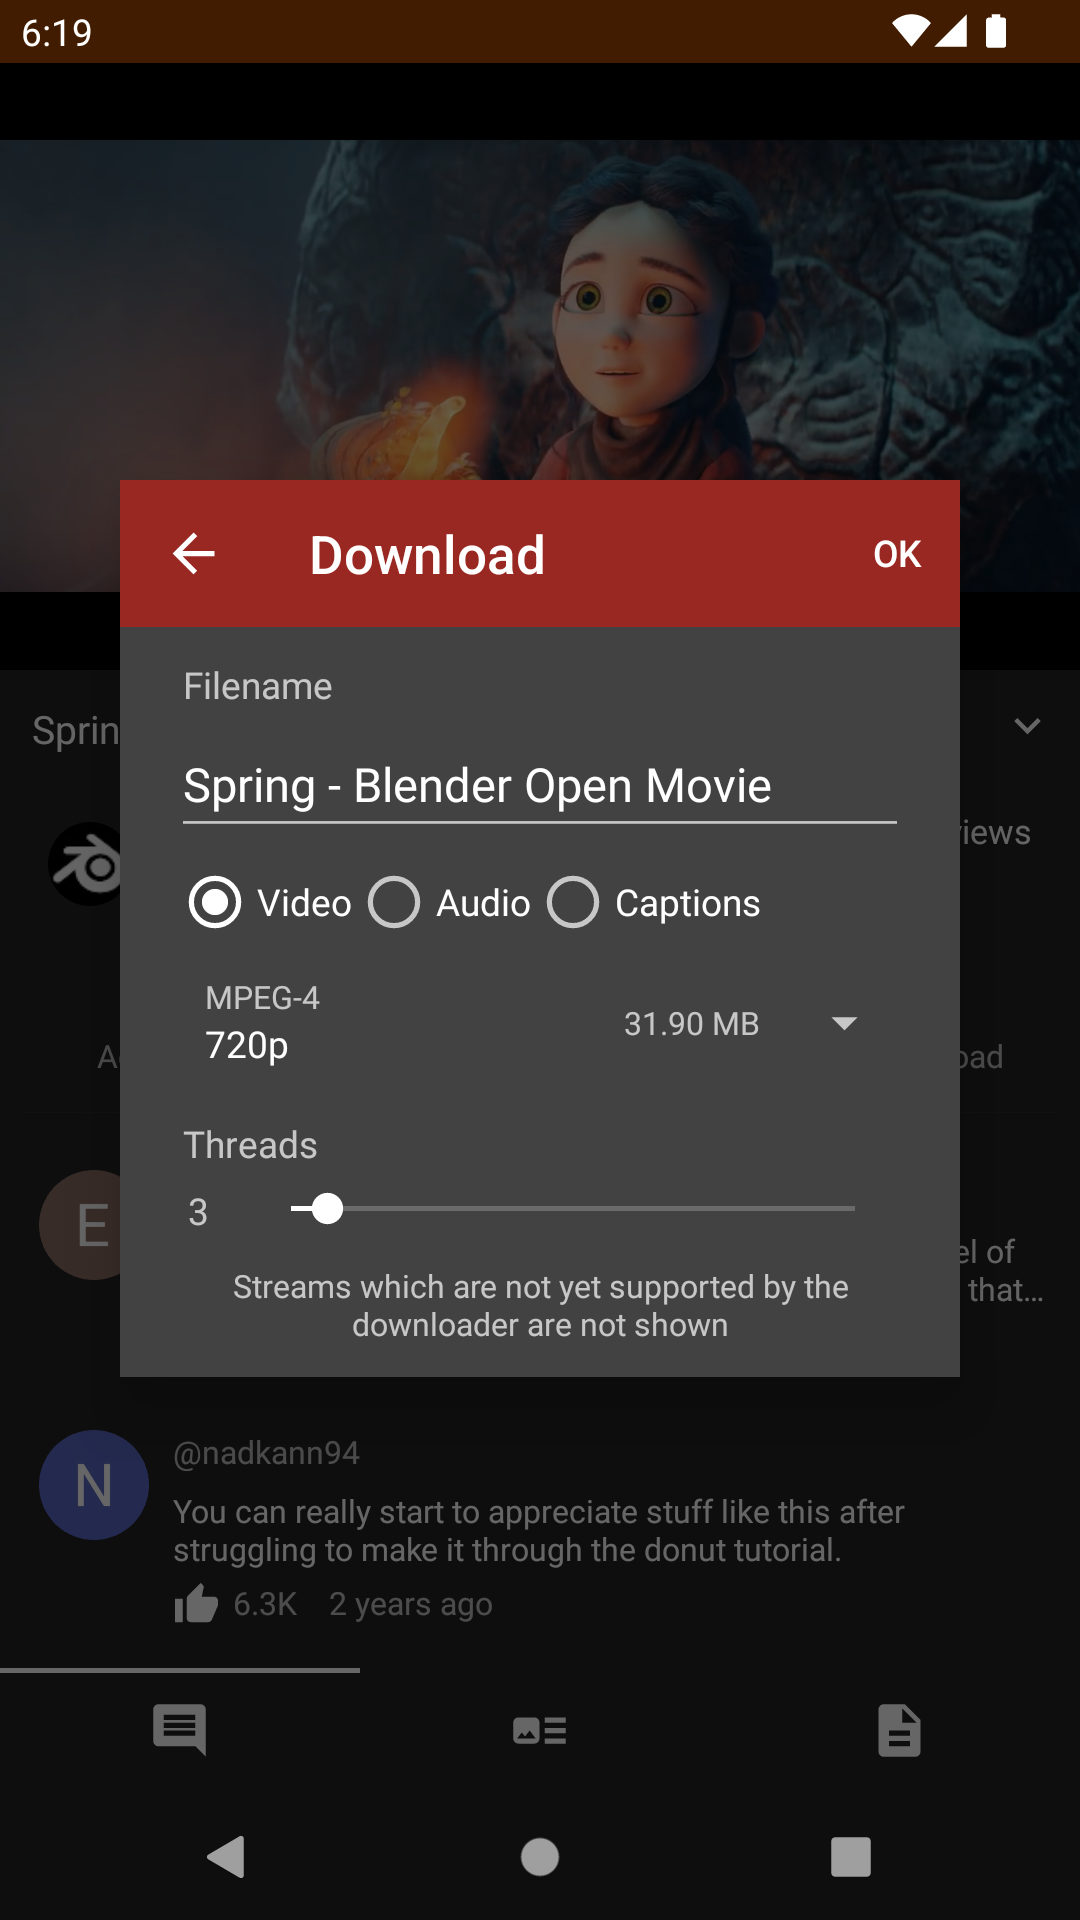 6:19
Download
OK
Filename
Sprin
Spring - Blender Open Movie
views
Video Audio Captions
MPEG-4
720p
31.90 MB
A
oad
Threads
E
3
el of
that...
Streams which are not yet supported by the
downloader are not shown
N
@nadkann94
You can really start to appreciate stuff like this after
struggling to make it through the donut tutorial.
6.3K 2 years ago